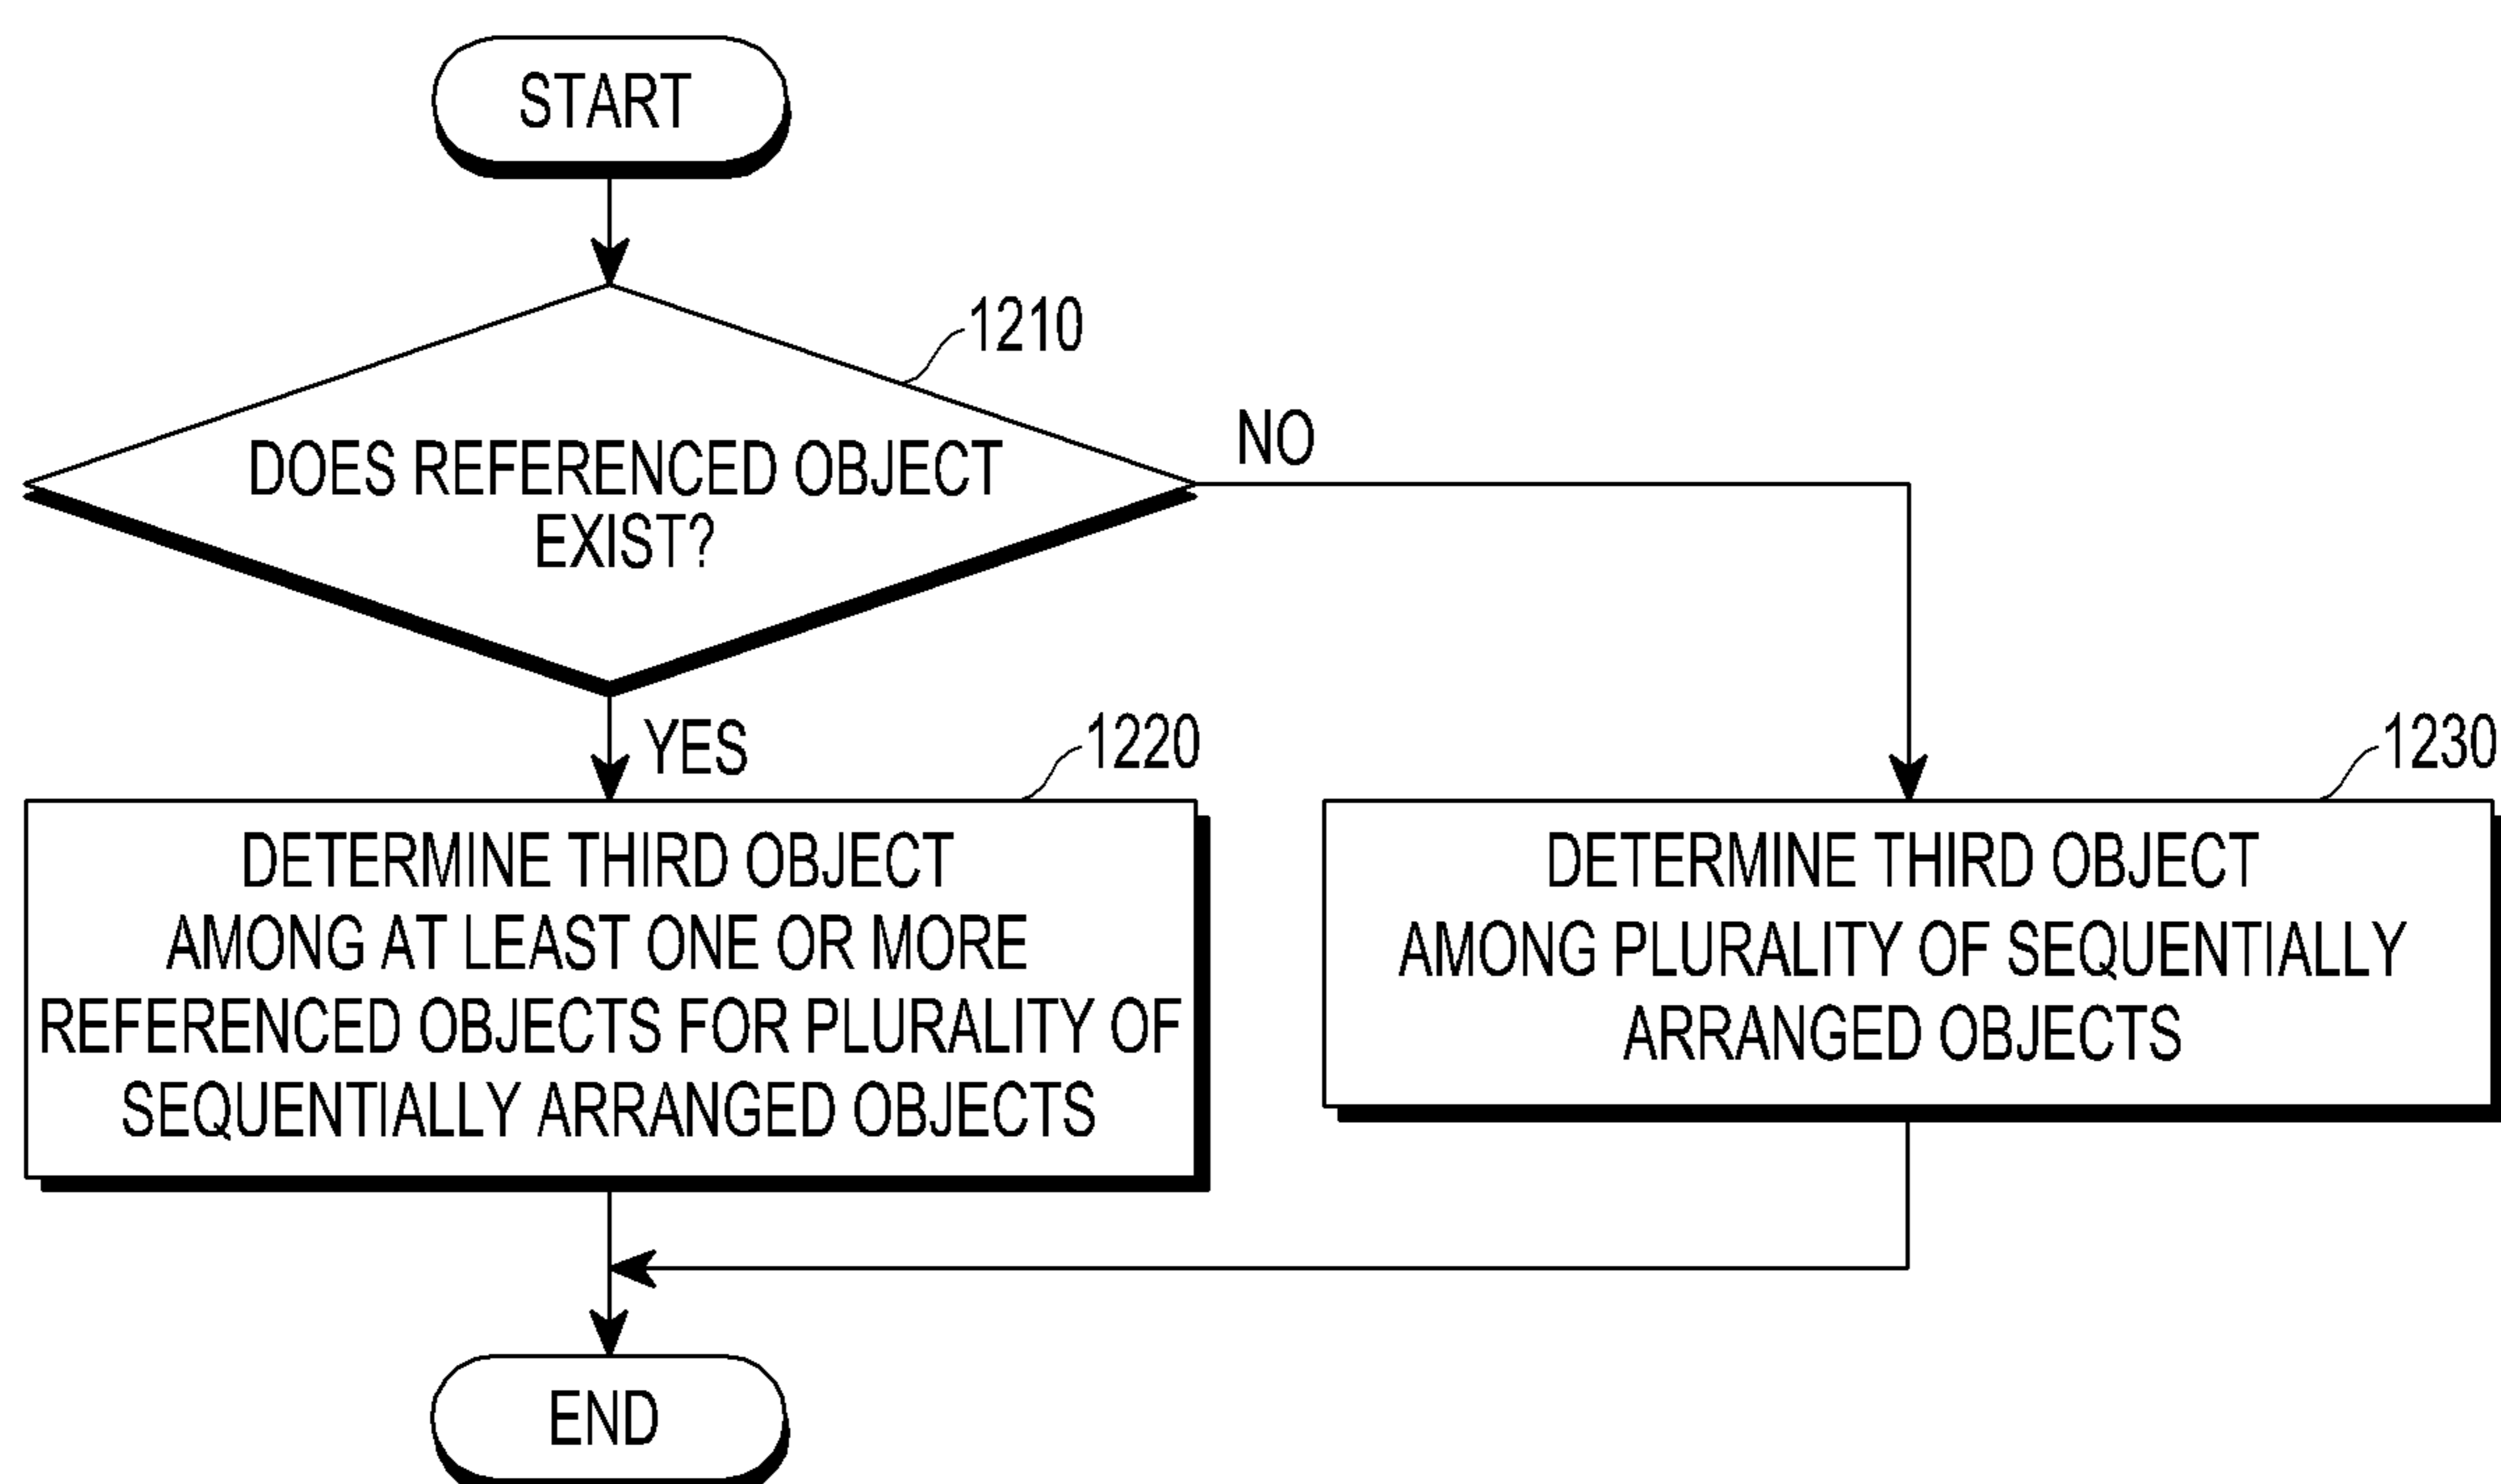 START
1210
DOES REFERENCED OBJECT
EXIST?
NO
YES
1220
DETERMINE THIRD OBJECT
AMONG AT LEAST ONE OR MORE
REFERENCED OBJECTS FOR PLURALITY OF
SEQUENTIALLY ARRANGED OBJECTS
1230
DETERMINE THIRD OBJECT
AMONG PLURALITY OF SEQUENTIALLY
ARRANGED OBJECTS
END